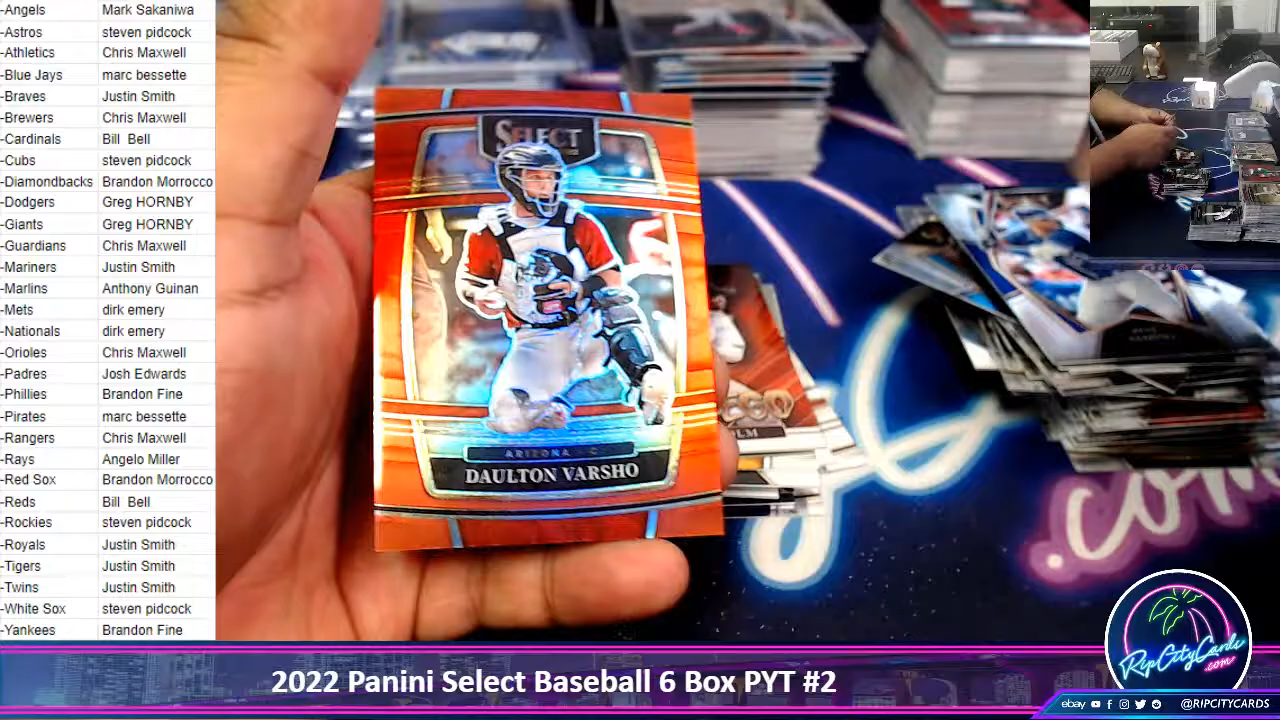 -Angels Mark Sakaniwa
-Astros steven pidcock
-Athletics Chris Maxwell
-Blue Jays marc bessette
-Braves Justin Smith
-Brewers Chris Maxwell
-Cardinals Bill Bell
-Cubs steven pidcock
-Diamondbacks Brandon Morrocco
-Dodgers Greg HORNBY
-Giants Greg HORNBY
-Guardians Chris Maxwell
-Mariners Justin Smith
-Marlins Anthony Guinan
-Mets dirk emery
-Nationals dirk emery
-Orioles Chris Maxwell
-Padres Josh Edwards
-Phillies Brandon Fine
-Pirates marc bessette
-Rangers Chris Maxwell
-Rays Angelo Miller
-Red Sox Brandon Morrocco
-Reds Bill Bell
-Rockies steven pidcock
-Royals Justin Smith
-Tigers Justin Smith
-Twins Justin Smith
-White Sox steven pidcock
-Yankees Brandon Fine
SELECT
ARIZONA - C
DAULTON VARSHO
.com
RipCityCards
.com
2022 Panini Select Baseball 6 Box PYT #2
ebay @RIPCITYCARDS